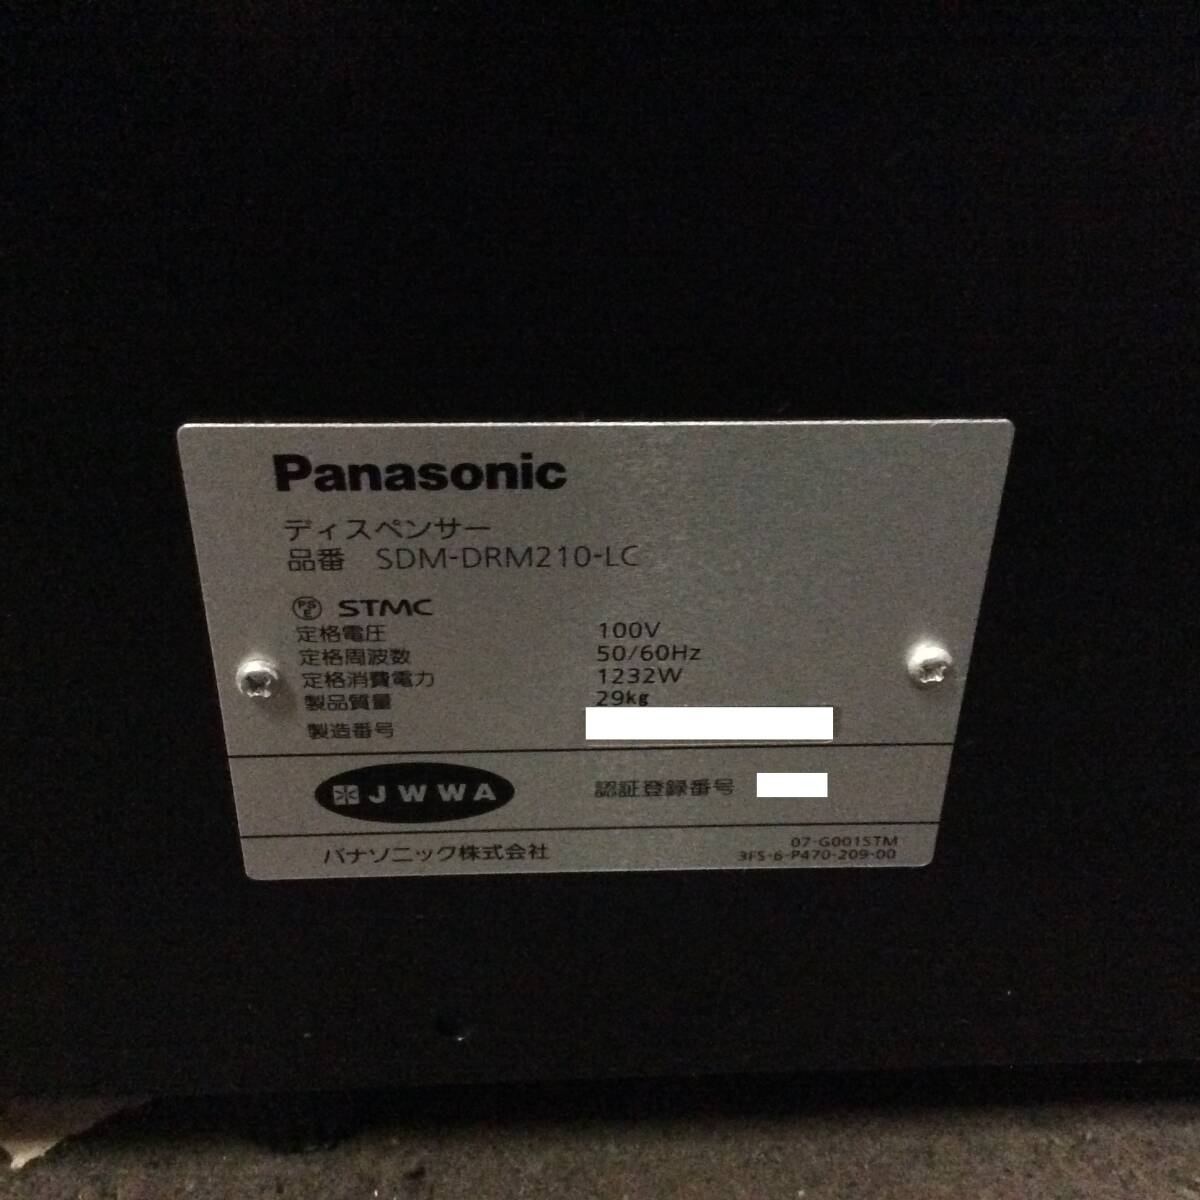 Panasonic
ディスペンサー
品番 SDM-DRM210-LC
PSE STMC
定格電圧 100V
定格周波数 50/60Hz
定格消費電力 1232W
製品質量 29kg
製造番号
JWWA 認証登録番号
パナソニック株式会社
07-G001STM
3FS-6-P470-209-00